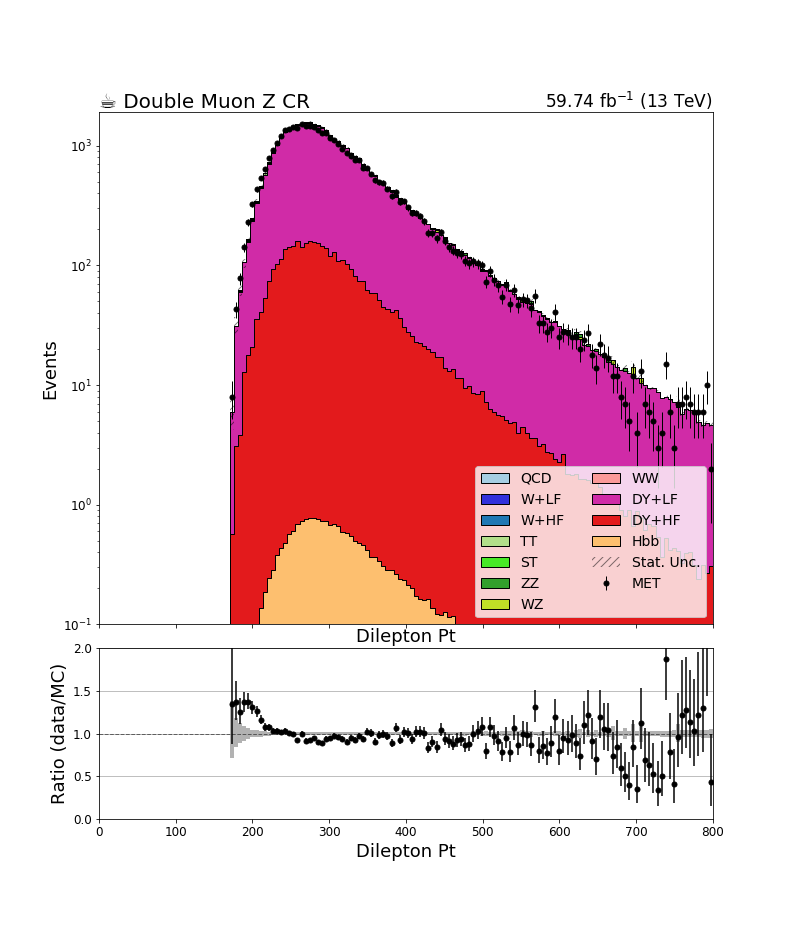 ☕ Double Muon Z CR
59.74 fb⁻¹ (13 TeV)
Events
10³
10²
10¹
10⁰
10⁻¹
QCD
W+LF
W+HF
TT
ST
ZZ
WZ
WW
DY+LF
DY+HF
Hbb
Stat. Unc.
MET
Dilepton Pt
Ratio (data/MC)
2.0
1.5
1.0
0.5
0.0
0 100 200 300 400 500 600 700 800
Dilepton Pt